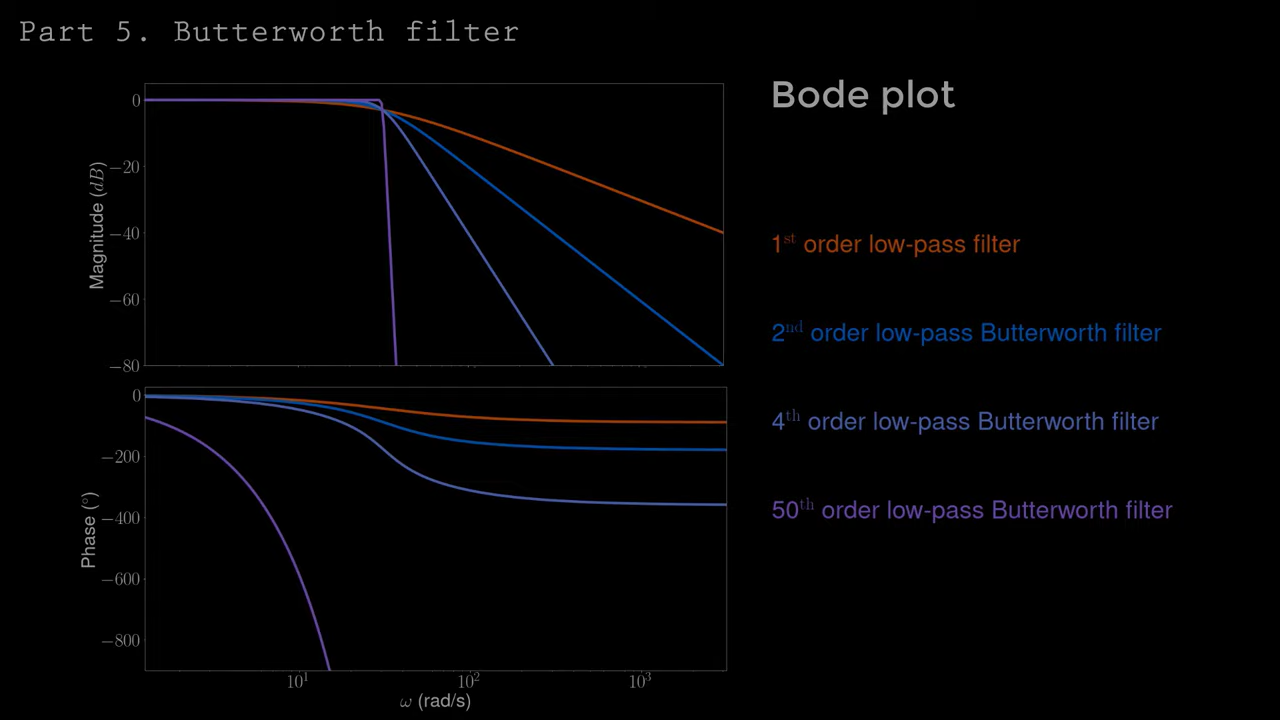 Part 5. Butterworth filter
Bode plot
0
−20
−40
−60
−80
Magnitude (dB)
1st order low-pass filter
2nd order low-pass Butterworth filter
4th order low-pass Butterworth filter
50th order low-pass Butterworth filter
0
−200
−400
−600
−800
Phase (°)
10¹ 10² 10³
ω (rad/s)